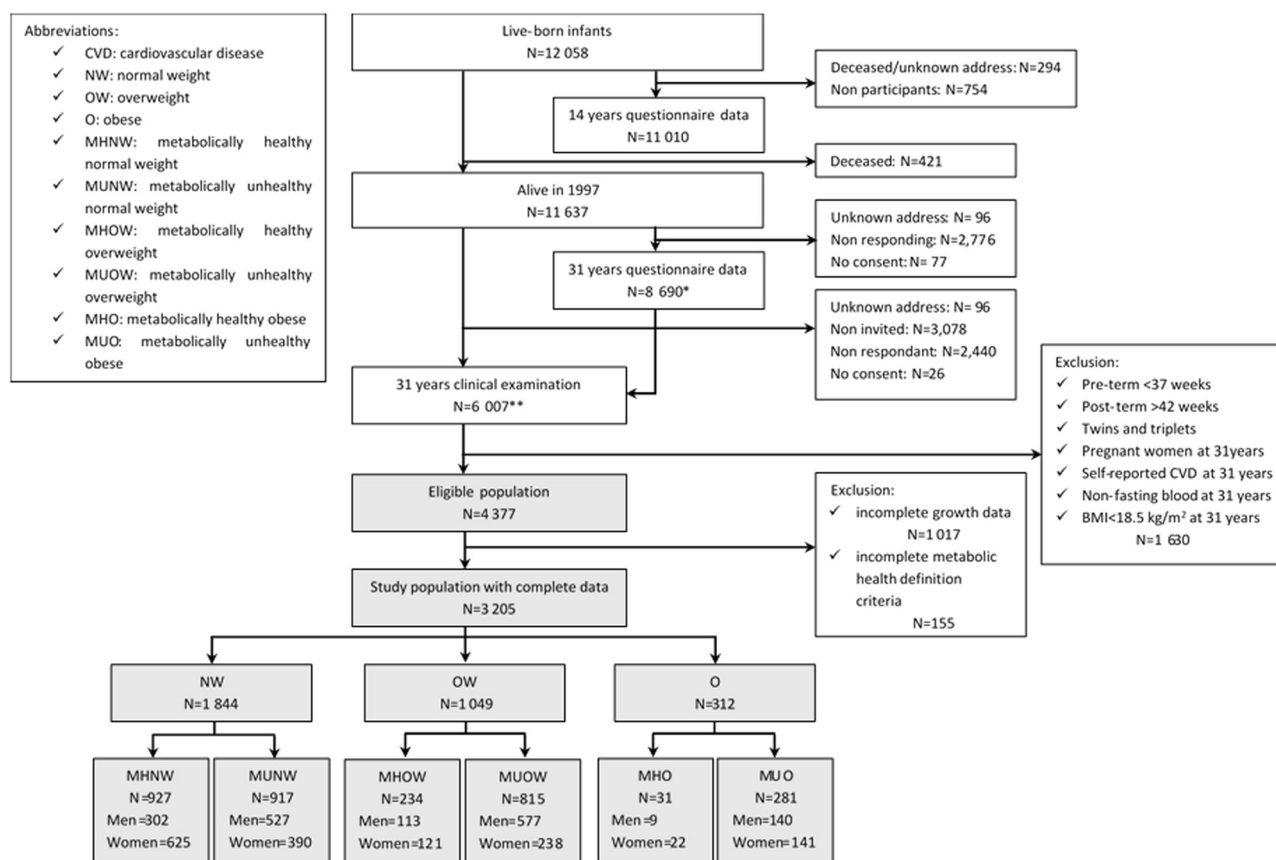 Abbreviations:
✓ CVD: cardiovascular disease
✓ NW: normal weight
✓ OW: overweight
✓ O: obese
✓ MHNW: metabolically healthy
normal weight
✓ MUNW: metabolically unhealthy
normal weight
✓ MHOW: metabolically healthy
overweight
✓ MUOW: metabolically unhealthy
overweight
✓ MHO: metabolically healthy obese
✓ MUO: metabolically unhealthy
obese
Live-born infants
N=12 058
Deceased/unknown address: N=294
Non participants: N=754
14 years questionnaire data
N=11 010
Deceased: N=421
Alive in 1997
N=11 637
Unknown address: N= 96
Non responding: N=2,776
No consent: N= 77
31 years questionnaire data
N=8 690*
Unknown address: N= 96
Non invited: N=3,078
Non respondant: N=2,440
No consent: N=26
31 years clinical examination
N=6 007**
Exclusion:
✓ Pre-term <37 weeks
✓ Post-term >42 weeks
✓ Twins and triplets
✓ Pregnant women at 31years
✓ Self-reported CVD at 31 years
✓ Non-fasting blood at 31 years
✓ BMI<18.5 kg/m² at 31 years
N=1 630
Eligible population
N=4 377
Exclusion:
✓ incomplete growth data
N=1 017
✓ incomplete metabolic
health definition
criteria
N=155
Study population with complete data
N=3 205
NW
N=1 844
OW
N=1 049
O
N=312
MHNW
N=927
Men=302
Women=625
MUNW
N=917
Men=527
Women=390
MHOW
N=234
Men=113
Women=121
MUOW
N=815
Men=577
Women=238
MHO
N=31
Men=9
Women=22
MUO
N=281
Men=140
Women=141